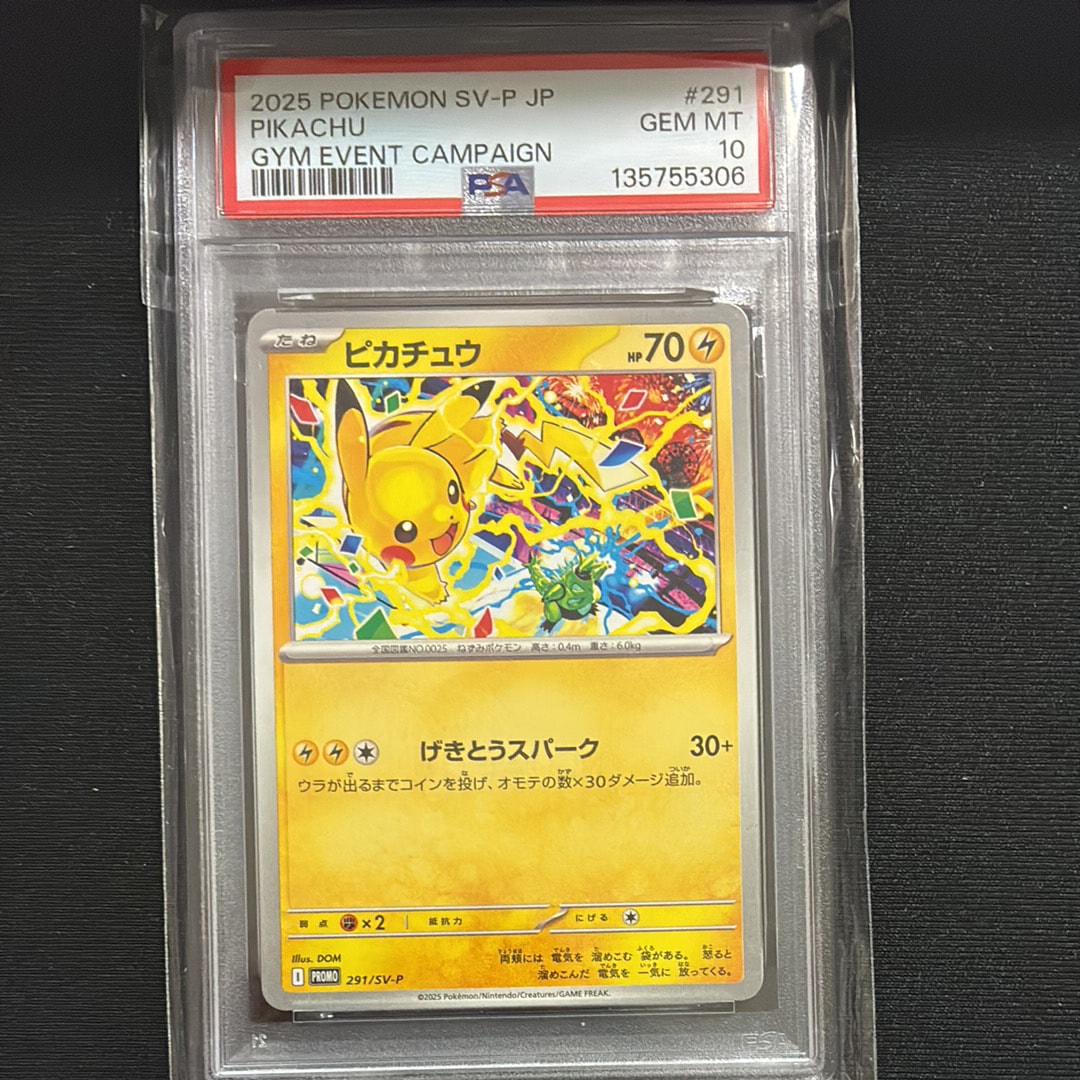 2025 POKEMON SV-P JP #291
PIKACHU GEM MT
GYM EVENT CAMPAIGN 10
PSA 135755306
たね ピカチュウ HP70
全国図鑑NO.0025 ねずみポケモン 高さ:0.4m 重さ:6.0kg
げきとうスパーク 30+
ウラが出るまでコインを投げ、オモテの数×30ダメージ追加。
弱点 ×2 抵抗力 にげる
Illus. DOM
両頬には 電気を 溜めこむ 袋がある。 怒ると
溜めこんだ 電気を 一気に 放ってくる。
I PROMO 291/SV-P
©2025 Pokémon/Nintendo/Creatures/GAME FREAK.
PSA